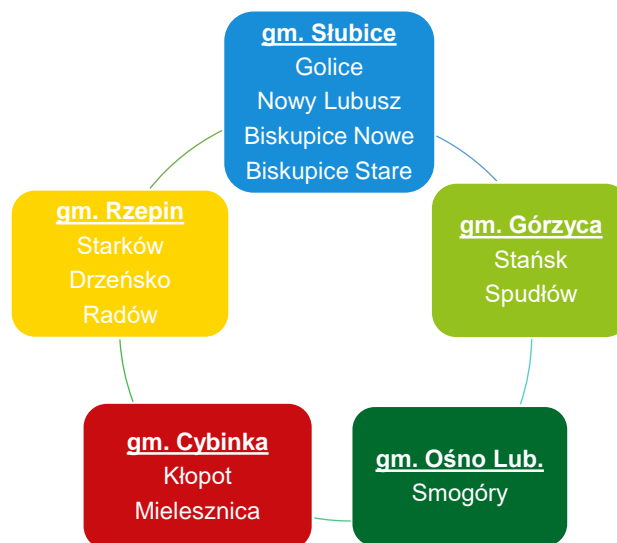 gm. Słubice
Golice
Nowy Lubusz
Biskupice Nowe
Biskupice Stare
gm. Górzyca
Stańsk
Spudłów
gm. Ośno Lub.
Smogóry
gm. Cybinka
Kłopot
Mielesznica
gm. Rzepin
Starków
Drzeńsko
Radów